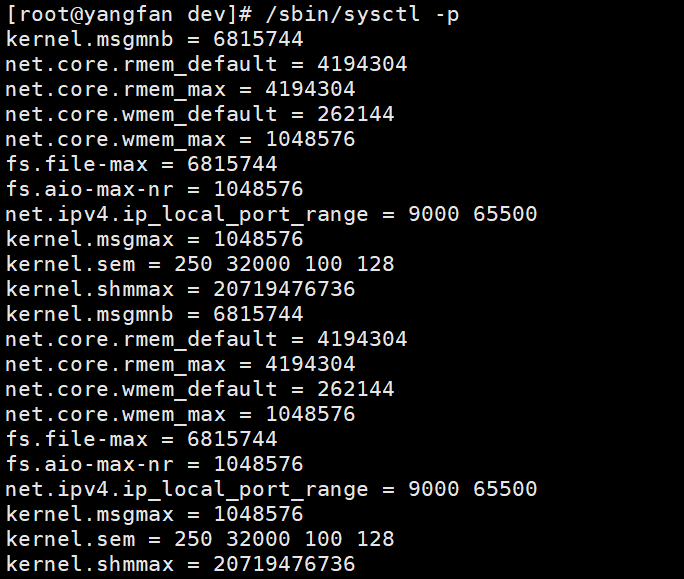 [root@yangfan dev]# /sbin/sysctl -p
kernel.msgmnb = 6815744
net.core.rmem_default = 4194304
net.core.rmem_max = 4194304
net.core.wmem_default = 262144
net.core.wmem_max = 1048576
fs.file-max = 6815744
fs.aio-max-nr = 1048576
net.ipv4.ip_local_port_range = 9000 65500
kernel.msgmax = 1048576
kernel.sem = 250 32000 100 128
kernel.shmmax = 20719476736
kernel.msgmnb = 6815744
net.core.rmem_default = 4194304
net.core.rmem_max = 4194304
net.core.wmem_default = 262144
net.core.wmem_max = 1048576
fs.file-max = 6815744
fs.aio-max-nr = 1048576
net.ipv4.ip_local_port_range = 9000 65500
kernel.msgmax = 1048576
kernel.sem = 250 32000 100 128
kernel.shmmax = 20719476736